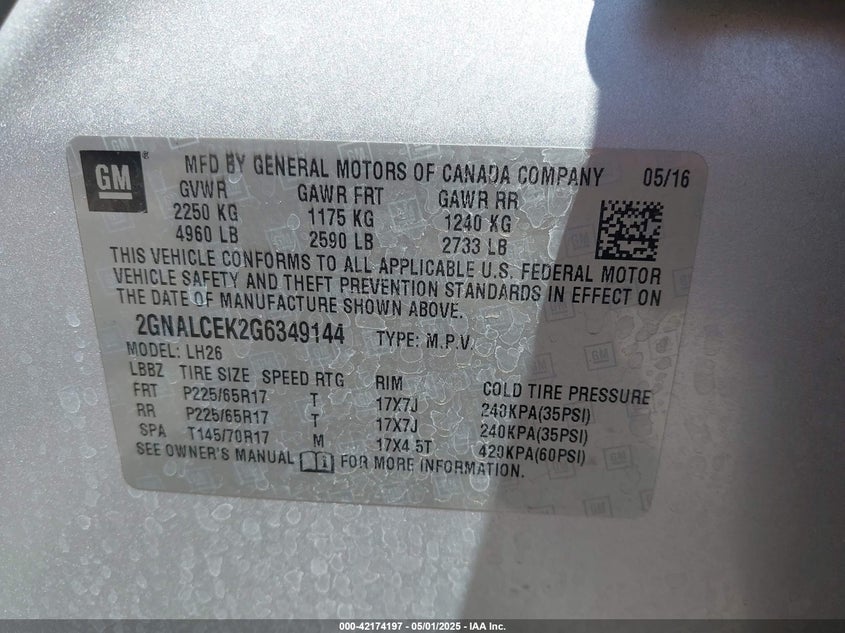 GM ® MFD BY GENERAL MOTORS OF CANADA COMPANY 05/16
GVWR GAWR FRT GAWR RR
2250 KG 1175 KG 1240 KG
4960 LB 2590 LB 2733 LB
THIS VEHICLE CONFORMS TO ALL APPLICABLE U.S. FEDERAL MOTOR
VEHICLE SAFETY AND THEFT PREVENTION STANDARDS IN EFFECT ON
THE DATE OF MANUFACTURE SHOWN ABOVE.
2GNALCEK2G6349144 TYPE: M.P.V.
MODEL: LH26
LBBZ TIRE SIZE SPEED RTG RIM COLD TIRE PRESSURE
FRT P225/65R17 T 17X7J 240KPA(35PSI)
RR P225/65R17 T 17X7J 240KPA(35PSI)
SPA T145/70R17 M 17X4.5T 420KPA(60PSI)
SEE OWNER'S MANUAL FOR MORE INFORMATION.
000-42174197 - 05/01/2025 - IAA Inc.